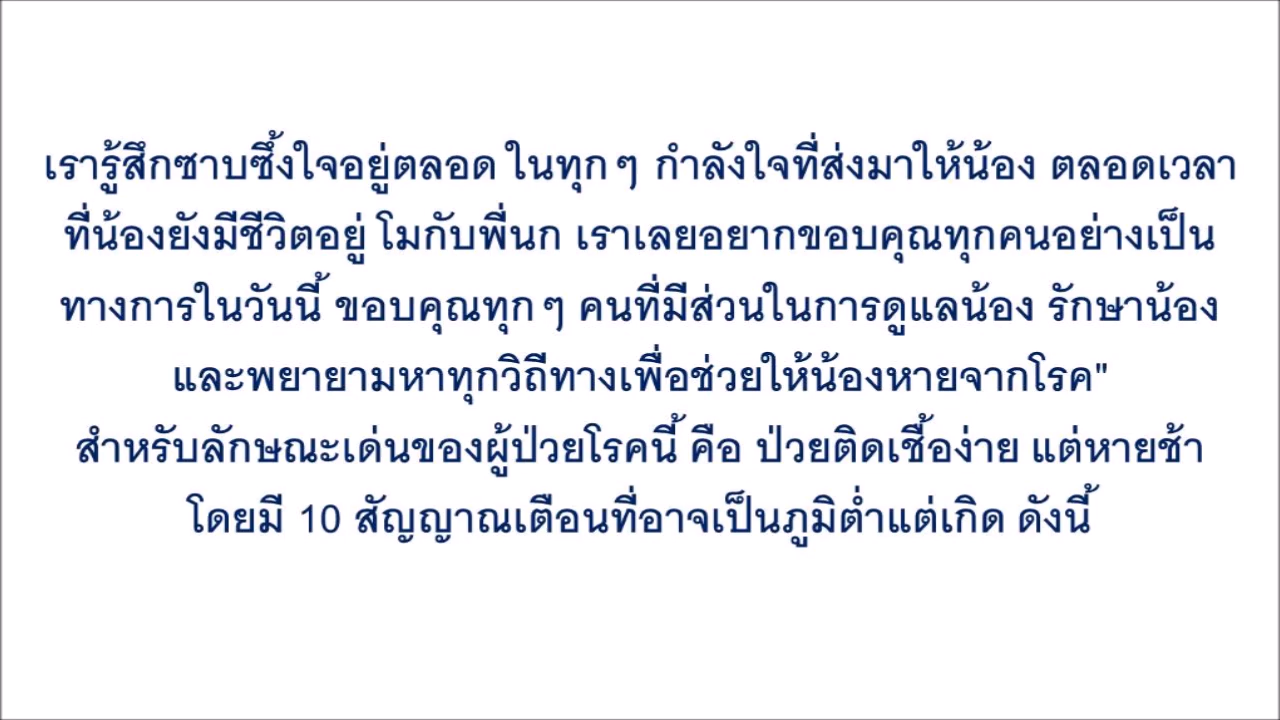 เรารู้สึกซาบซึ้งใจอยู่ตลอด ในทุกๆ กำลังใจที่ส่งมาให้น้อง ตลอดเวลา
ที่น้องยังมีชีวิตอยู่ โมกับพี่นก เราเลยอยากขอบคุณทุกคนอย่างเป็น
ทางการในวันนี้ ขอบคุณทุกๆ คนที่มีส่วนในการดูแลน้อง รักษาน้อง
และพยายามหาทุกวิถีทางเพื่อช่วยให้น้องหายจากโรค"
สำหรับลักษณะเด่นของผู้ป่วยโรคนี้ คือ ป่วยติดเชื้อง่าย แต่หายช้า
โดยมี 10 สัญญาณเตือนที่อาจเป็นภูมิต่ำแต่เกิด ดังนี้